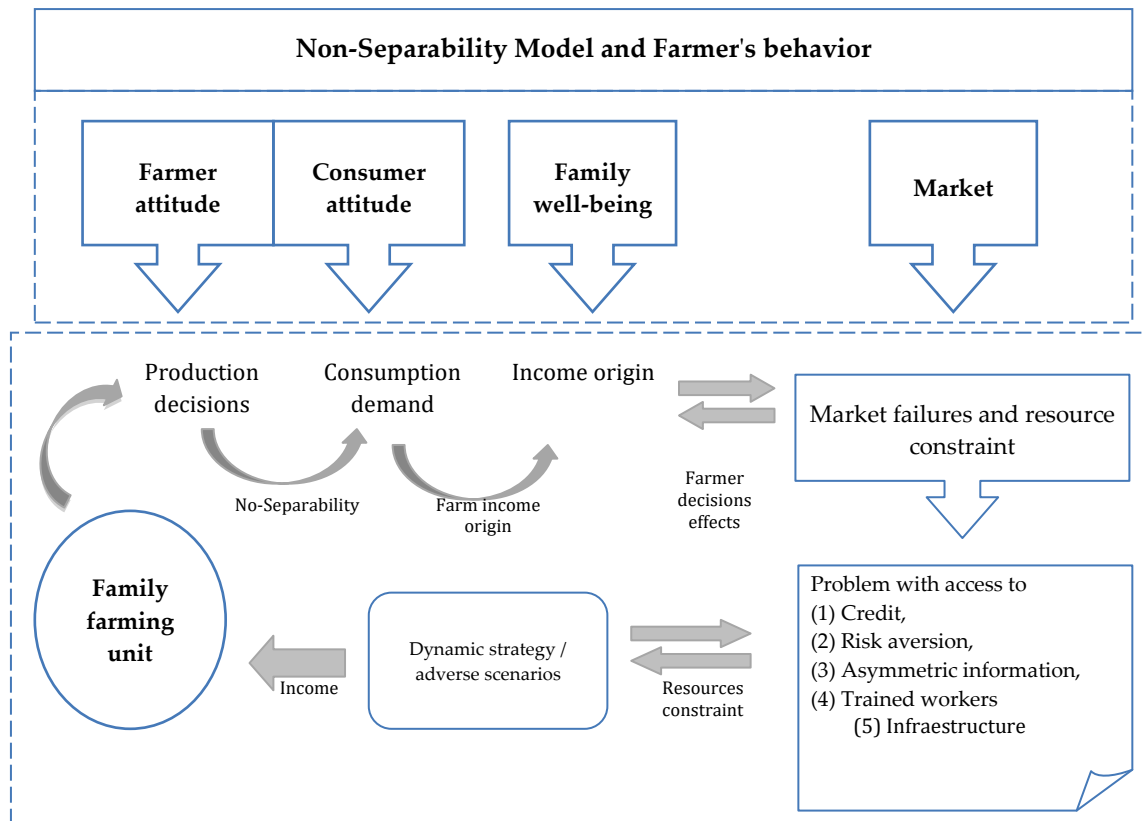 Non-Separability Model and Farmer's behavior
Farmer
attitude
Consumer
attitude
Family
well-being
Market
Production
decisions
Consumption
demand
Income origin
No-Separability
Farm income
origin
Farmer
decisions
effects
Market failures and resource
constraint
Family
farming
unit
Income
Dynamic strategy /
adverse scenarios
Resources
constraint
Problem with access to
(1) Credit,
(2) Risk aversion,
(3) Asymmetric information,
(4) Trained workers
(5) Infraestructure